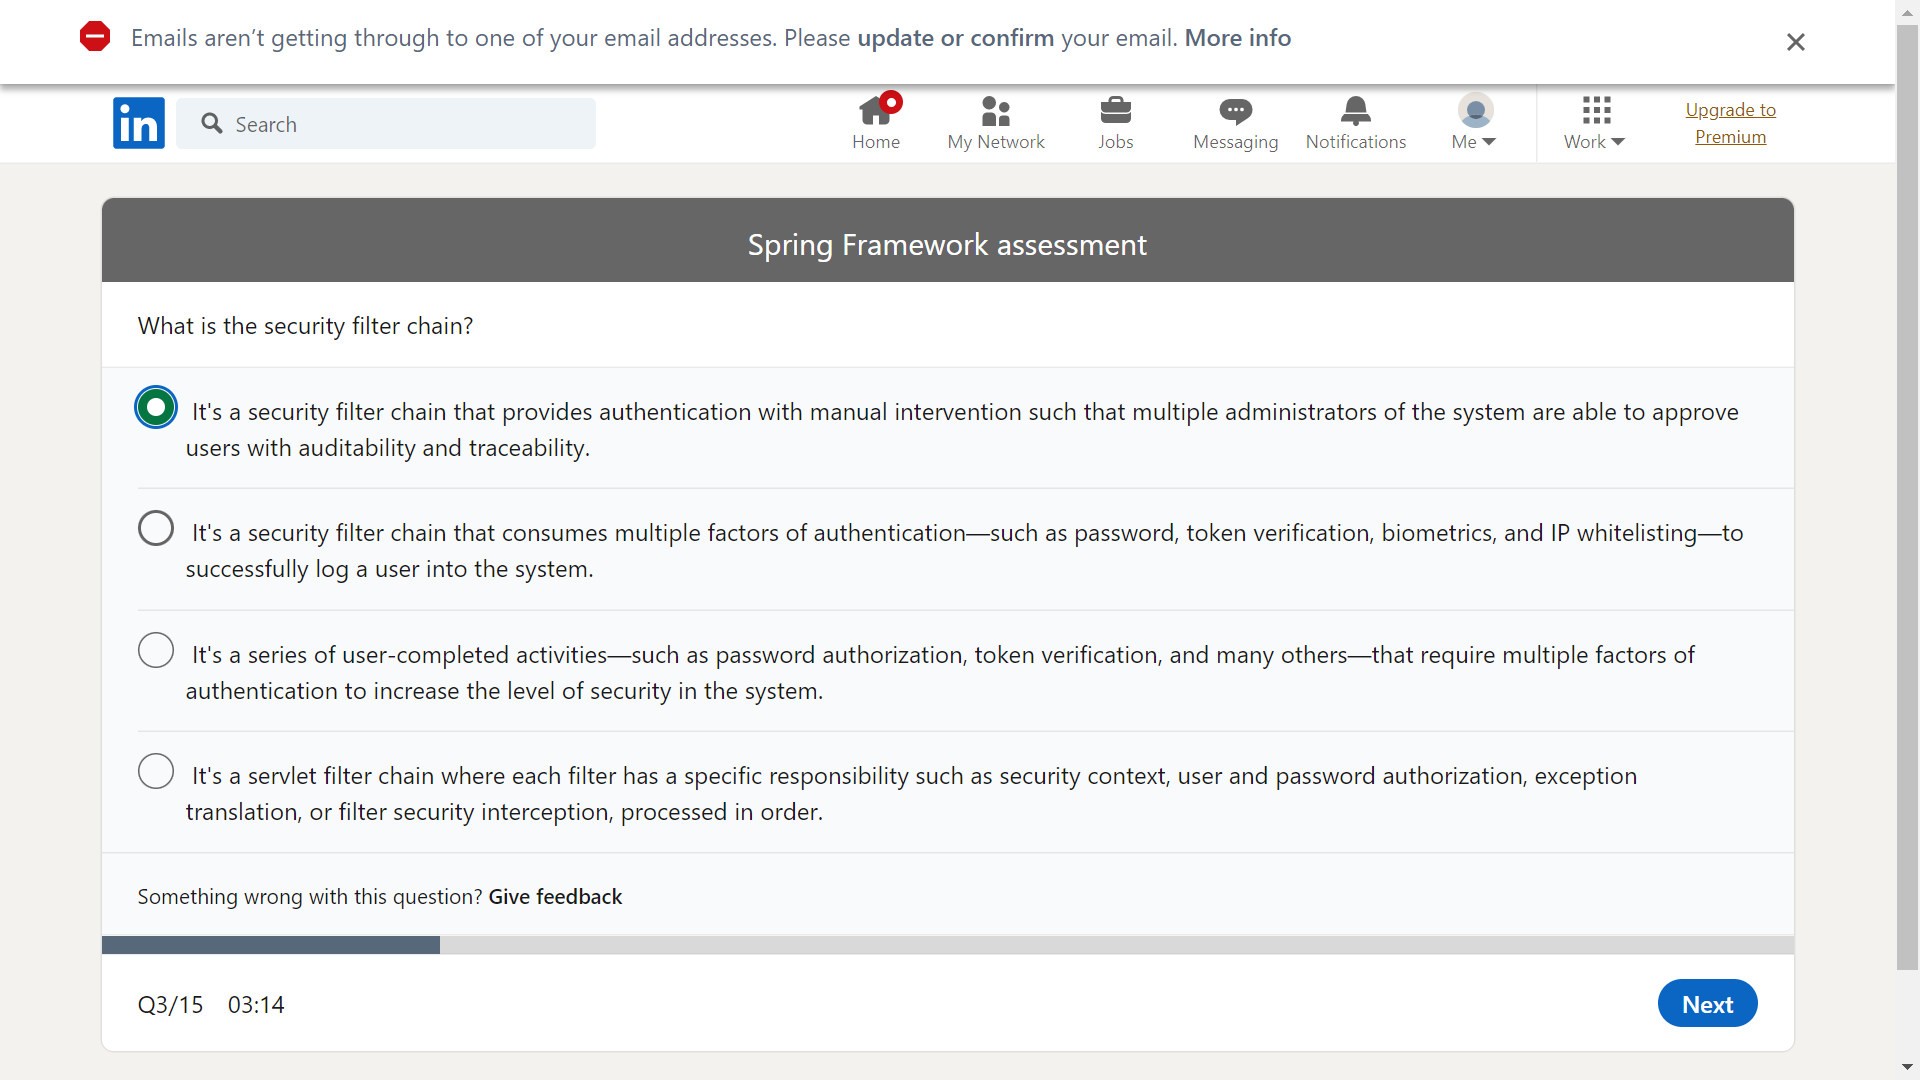 Emails aren’t getting through to one of your email addresses. Please update or confirm your email. More info
in
Search
Home
My Network
Jobs
Messaging
Notifications
Me
Work
Upgrade to
Premium
Spring Framework assessment
What is the security filter chain?
It's a security filter chain that provides authentication with manual intervention such that multiple administrators of the system are able to approve
users with auditability and traceability.
It's a security filter chain that consumes multiple factors of authentication—such as password, token verification, biometrics, and IP whitelisting—to
successfully log a user into the system.
It's a series of user-completed activities—such as password authorization, token verification, and many others—that require multiple factors of
authentication to increase the level of security in the system.
It's a servlet filter chain where each filter has a specific responsibility such as security context, user and password authorization, exception
translation, or filter security interception, processed in order.
Something wrong with this question? Give feedback
Q3/15 03:14
Next